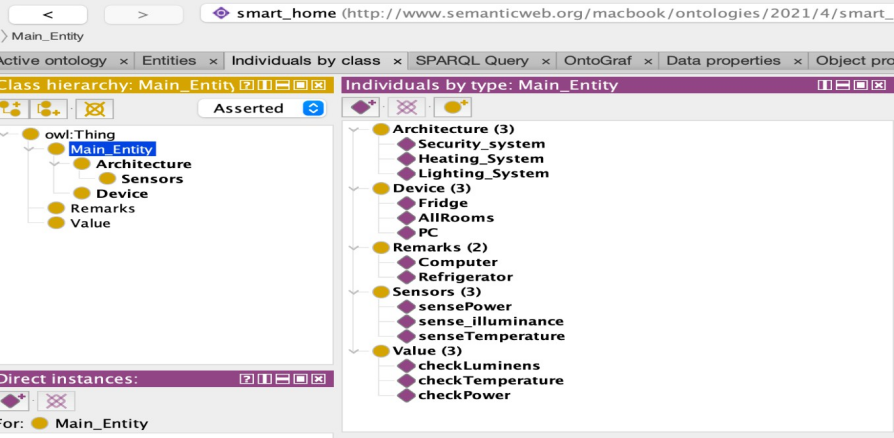 < > smart_home (http://www.semanticweb.org/macbook/ontologies/2021/4/smart_
Main_Entity
Active ontology × Entities × Individuals by class × SPARQL Query × OntoGraf × Data properties × Object pro
Class hierarchy: Main_Entity
Asserted
owl:Thing
Main_Entity
Architecture
Sensors
Device
Remarks
Value
Direct instances:
For: Main_Entity
Individuals by type: Main_Entity
Architecture (3)
Security_system
Heating_System
Lighting_System
Device (3)
Fridge
AllRooms
PC
Remarks (2)
Computer
Refrigerator
Sensors (3)
sensePower
sense_illuminance
senseTemperature
Value (3)
checkLuminens
checkTemperature
checkPower